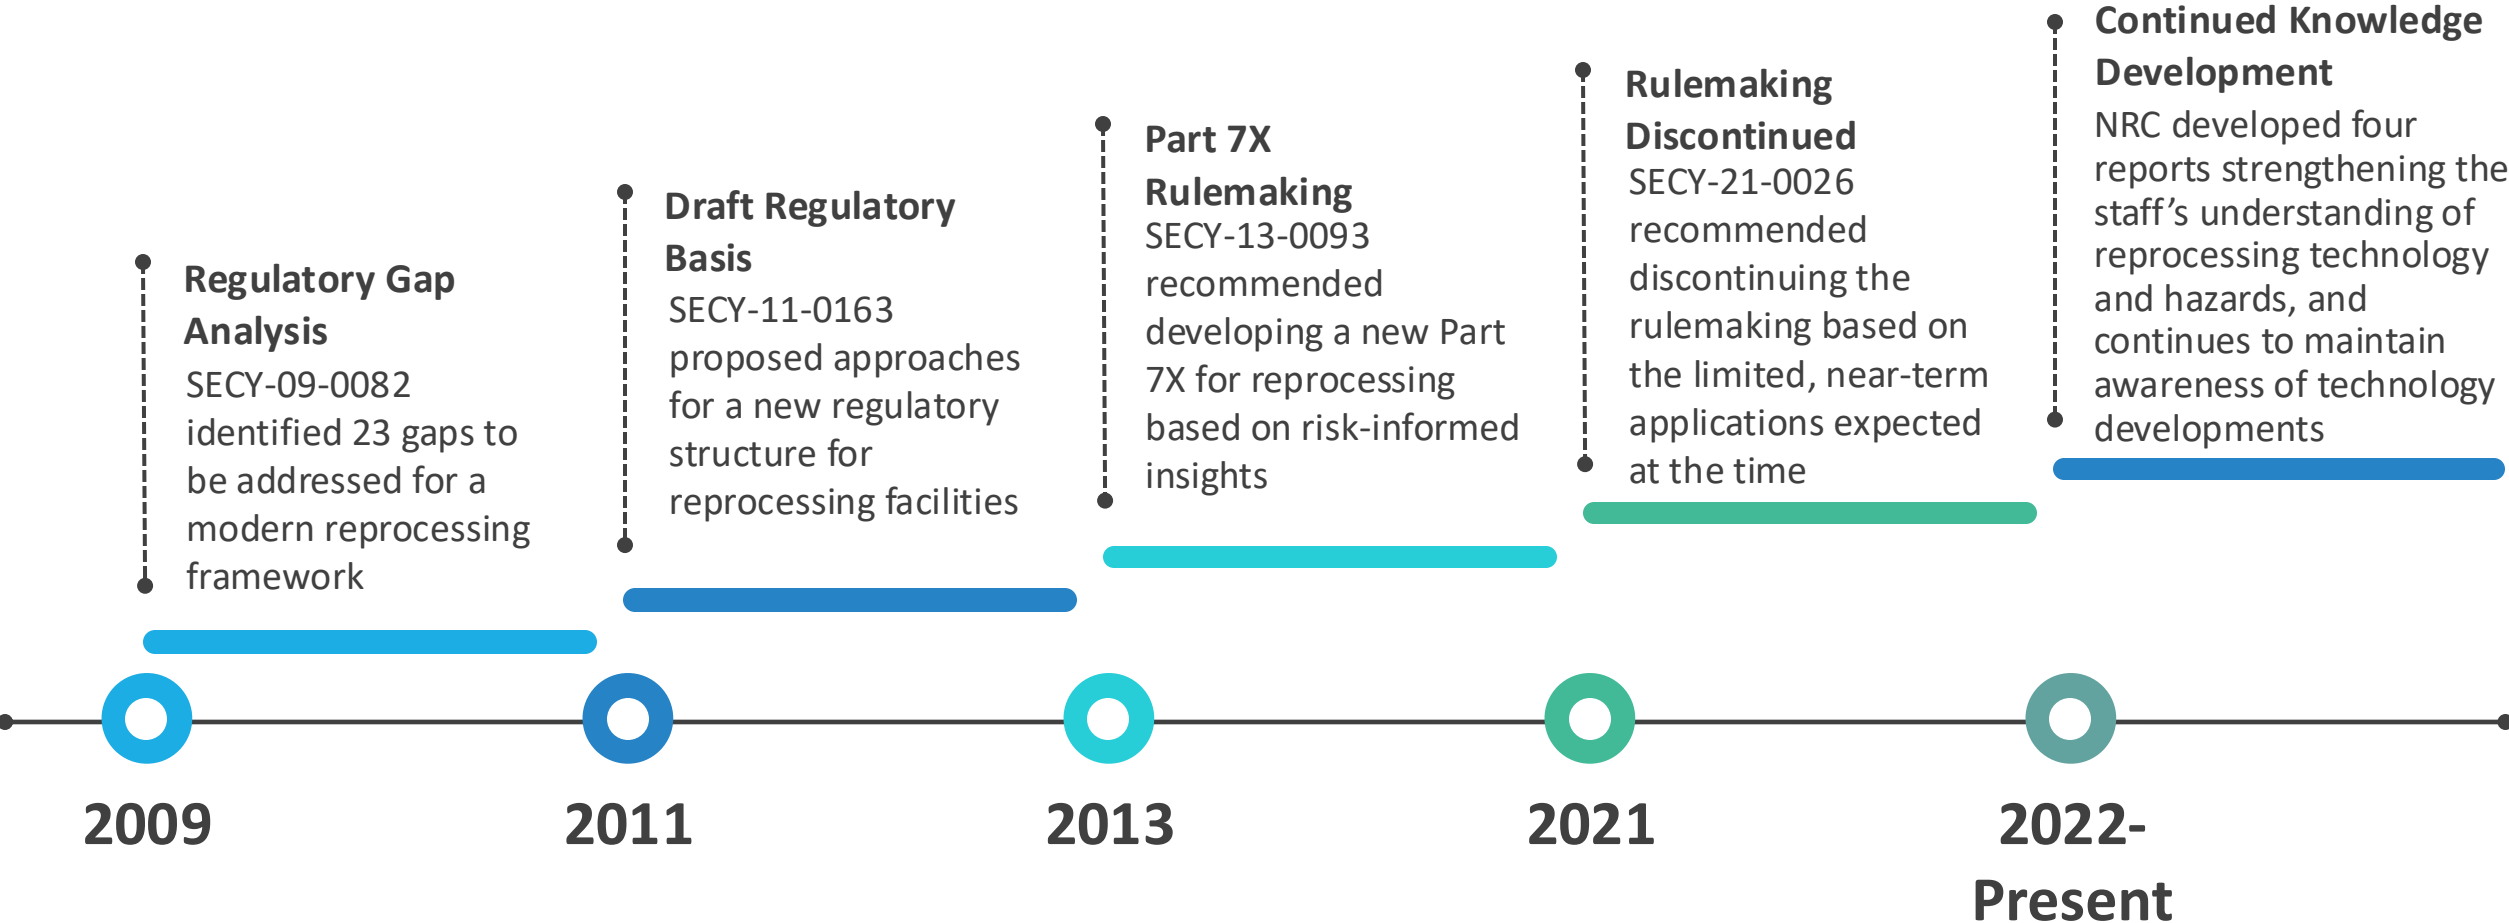 Regulatory Gap
Analysis
SECY-09-0082
identified 23 gaps to
be addressed for a
modern reprocessing
framework
Draft Regulatory
Basis
SECY-11-0163
proposed approaches
for a new regulatory
structure for
reprocessing facilities
Part 7X
Rulemaking
SECY-13-0093
recommended
developing a new Part
7X for reprocessing
based on risk-informed
insights
Rulemaking
Discontinued
SECY-21-0026
recommended
discontinuing the
rulemaking based on
the limited, near-term
applications expected
at the time
Continued Knowledge
Development
NRC developed four
reports strengthening the
staff’s understanding of
reprocessing technology
and hazards, and
continues to maintain
awareness of technology
developments
2009
2011
2013
2021
2022-
Present